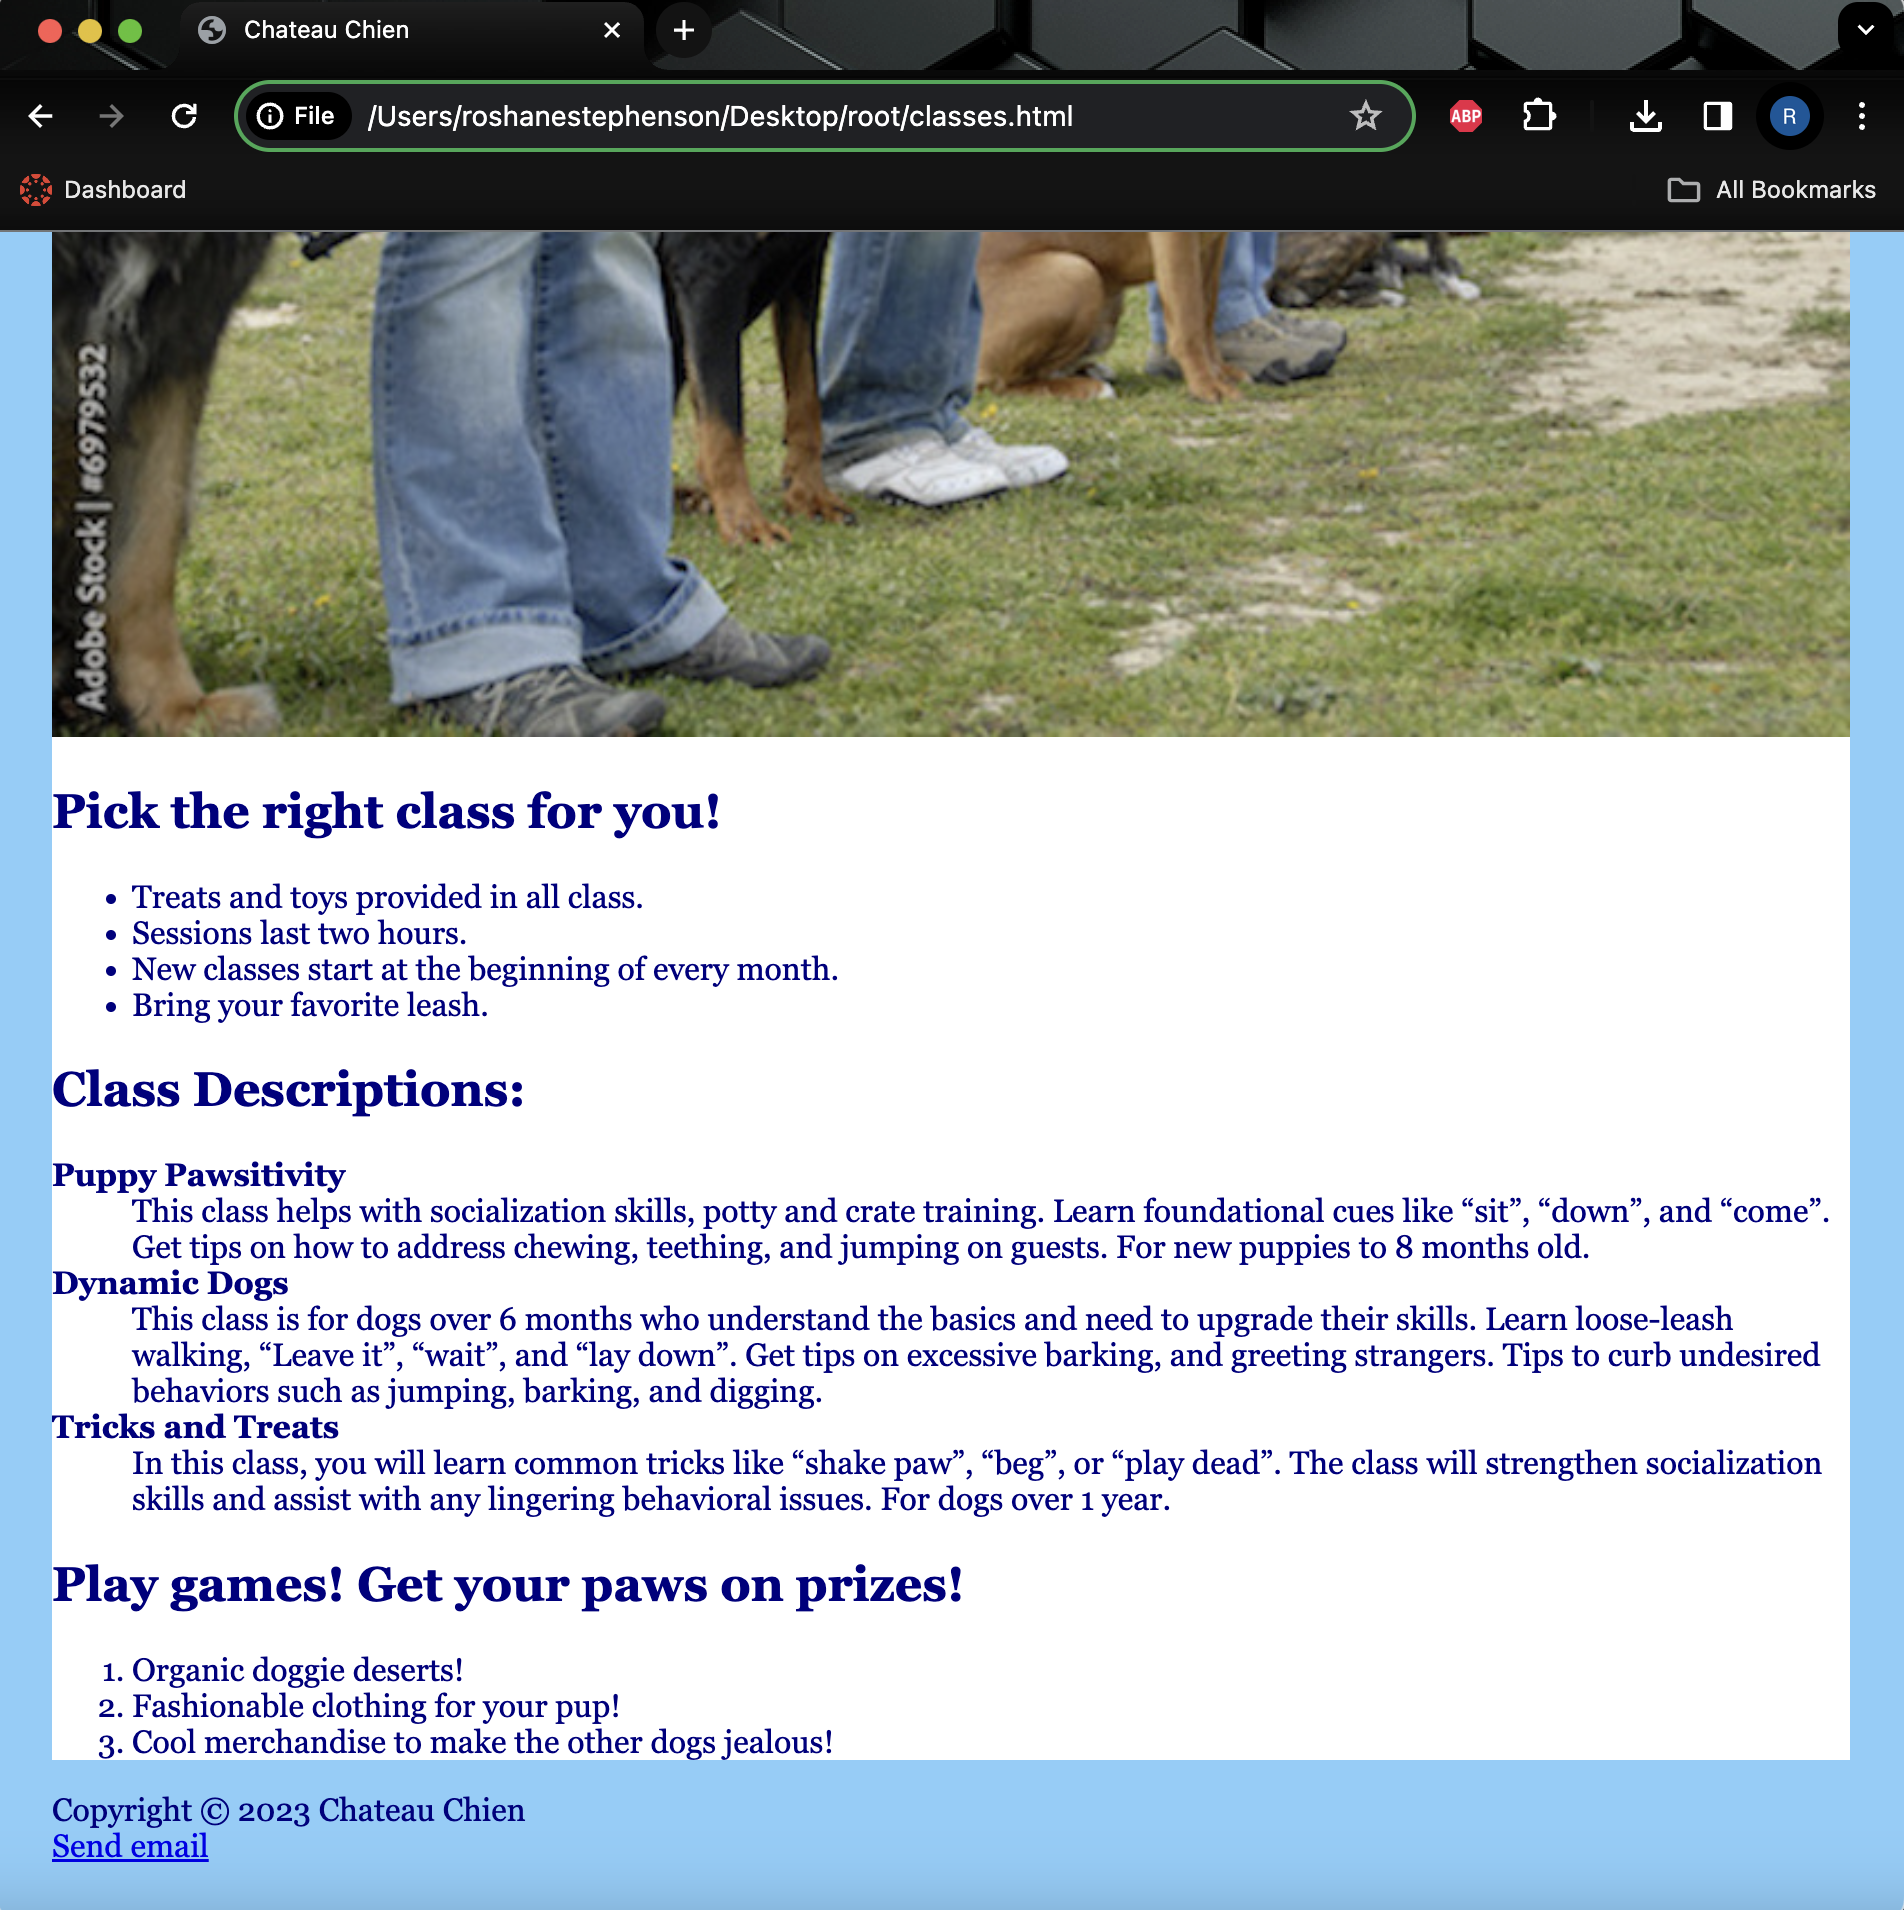 Chateau Chien
File /Users/roshanestephenson/Desktop/root/classes.html
ABP
R
Dashboard
All Bookmarks
Adobe Stock | #6979532
Pick the right class for you!
• Treats and toys provided in all class.
• Sessions last two hours.
• New classes start at the beginning of every month.
• Bring your favorite leash.
Class Descriptions:
Puppy Pawsitivity
This class helps with socialization skills, potty and crate training. Learn foundational cues like “sit”, “down”, and “come”.
Get tips on how to address chewing, teething, and jumping on guests. For new puppies to 8 months old.
Dynamic Dogs
This class is for dogs over 6 months who understand the basics and need to upgrade their skills. Learn loose-leash
walking, “Leave it”, “wait”, and “lay down”. Get tips on excessive barking, and greeting strangers. Tips to curb undesired
behaviors such as jumping, barking, and digging.
Tricks and Treats
In this class, you will learn common tricks like “shake paw”, “beg”, or “play dead”. The class will strengthen socialization
skills and assist with any lingering behavioral issues. For dogs over 1 year.
Play games! Get your paws on prizes!
1. Organic doggie deserts!
2. Fashionable clothing for your pup!
3. Cool merchandise to make the other dogs jealous!
Copyright © 2023 Chateau Chien
Send email